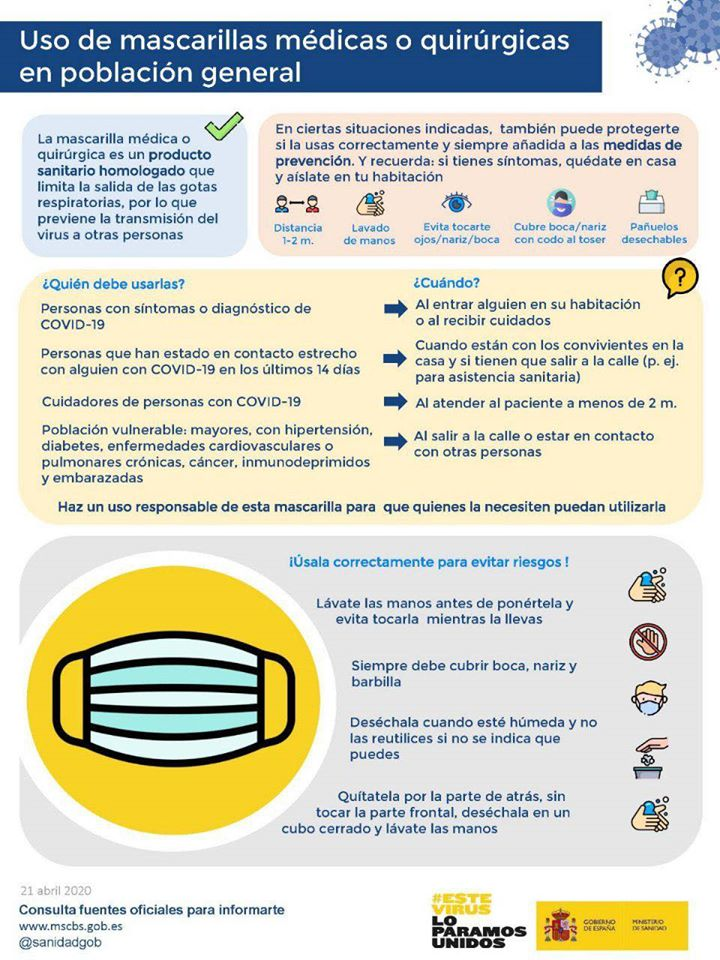 Uso de mascarillas médicas o quirúrgicas
en población general
La mascarilla médica o
quirúrgica es un producto
sanitario homologado que
limita la salida de las gotas
respiratorias, por lo que
previene la transmisión del
virus a otras personas
En ciertas situaciones indicadas, también puede protegerte
si la usas correctamente y siempre añadida a las medidas de
prevención. Y recuerda: si tienes síntomas, quédate en casa
y aíslate en tu habitación
Distancia
1-2 m.
Lavado
de manos
Evita tocarte
ojos/nariz/boca
Cubre boca/nariz
con codo al toser
Pañuelos
desechables
¿Quién debe usarlas?
¿Cuándo?
?
Personas con síntomas o diagnóstico de
COVID-19
Al entrar alguien en su habitación
o al recibir cuidados
Personas que han estado en contacto estrecho
con alguien con COVID-19 en los últimos 14 días
Cuando están con los convivientes en la
casa y si tienen que salir a la calle (p. ej.
para asistencia sanitaria)
Cuidadores de personas con COVID-19
Al atender al paciente a menos de 2 m.
Población vulnerable: mayores, con hipertensión,
diabetes, enfermedades cardiovasculares o
pulmonares crónicas, cáncer, inmunodeprimidos
y embarazadas
Al salir a la calle o estar en contacto
con otras personas
Haz un uso responsable de esta mascarilla para que quienes la necesiten puedan utilizarla
¡Úsala correctamente para evitar riesgos !
Lávate las manos antes de ponértela y
evita tocarla mientras la llevas
Siempre debe cubrir boca, nariz y
barbilla
Deséchala cuando esté húmeda y no
las reutilices si no se indica que
puedes
Quítatela por la parte de atrás, sin
tocar la parte frontal, deséchala en un
cubo cerrado y lávate las manos
21 abril 2020
Consulta fuentes oficiales para informarte
www.mscbs.gob.es
@sanidadgob
#ESTE
VIRUS
LO
PARAMOS
UNIDOS
GOBIERNO
DE ESPAÑA
MINISTERIO
DE SANIDAD